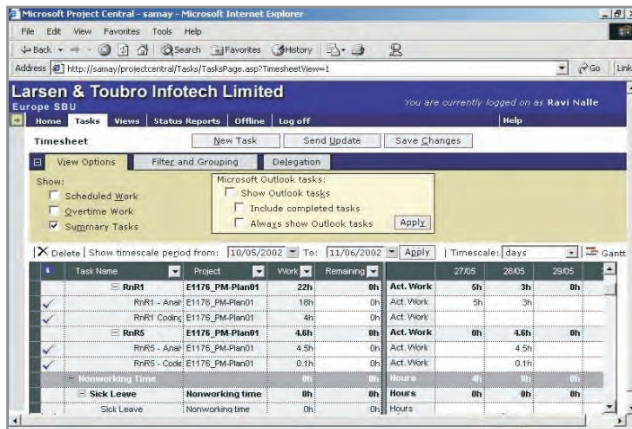 Microsoft Project Central - samay - Microsoft Internet Explorer
File Edit View Favorites Tools Help
Back Search Favorites History
Address http://samay/projectcentral/Tasks/TasksPage.asp?TimesheetView=1 Go Link
Larsen & Toubro Infotech Limited
Europe SBU
You are currently logged on as Ravi Nalle
Home Tasks Views Status Reports Offline Log off Help
Timesheet New Task Send Update Save Changes
View Options Filter and Grouping Delegation
Show: Microsoft Outlook tasks:
Scheduled Work Show Outlook tasks
Overtime Work Include completed tasks
Summary Tasks Always show Outlook tasks Apply
Delete Show timescale period from: 10/05/2002 To: 11/06/2002 Apply Timescale: days Gantt
Task Name Project Work Remaining 27/05 28/05 29/05
RnR1 E1176_PM-Plan01 22h 0h Act. Work 5h 3h
RnR1 - Anar E1176_PM-Plan01 18h 0h Act. Work 5h 3h
RnR1 Coding E1176_PM-Plan01 4h 0h Act. Work
RnR5 E1176_PM-Plan01 4.6h 0h Act. Work 0h 4.6h 0h
RnR5 - Anar E1176_PM-Plan01 4.5h 0h Act. Work 4.5h
RnR5 - Code E1176_PM-Plan01 0.1h 0h Act. Work 0.1h
Nonworking Time 0h 0h Hours 0h 0h 0h
Sick Leave Nonworking time 0h 0h Hours 0h 0h 0h
Sick Leave Nonworking time 0h 0h Hours